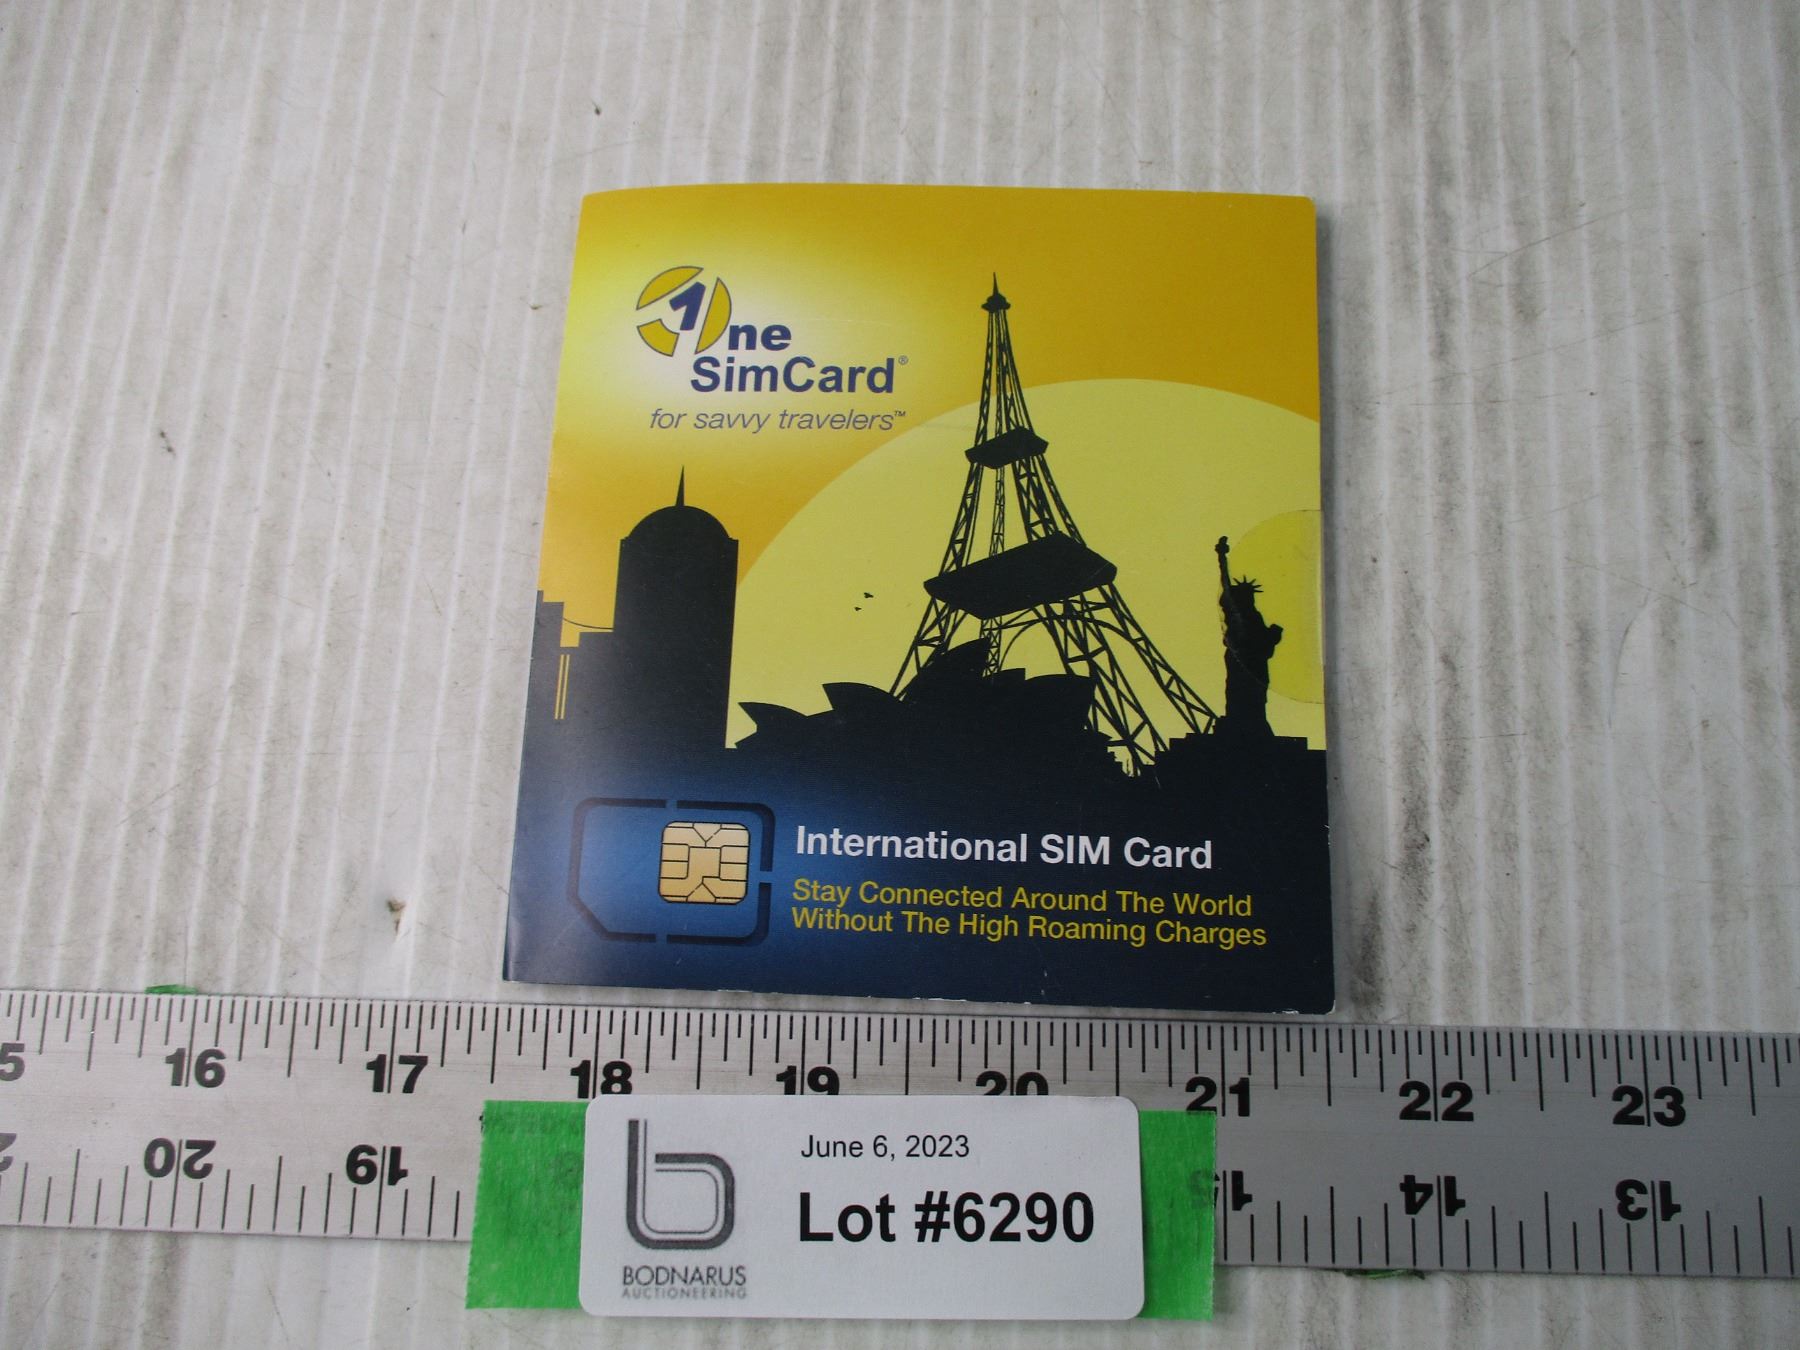 1ne
SimCard®
for savvy travelers™
International SIM Card
Stay Connected Around The World
Without The High Roaming Charges
16 17 18 19 20 21 22 23
20 19 15 14 13
June 6, 2023
Lot #6290
BODNARUS
AUCTIONEERING